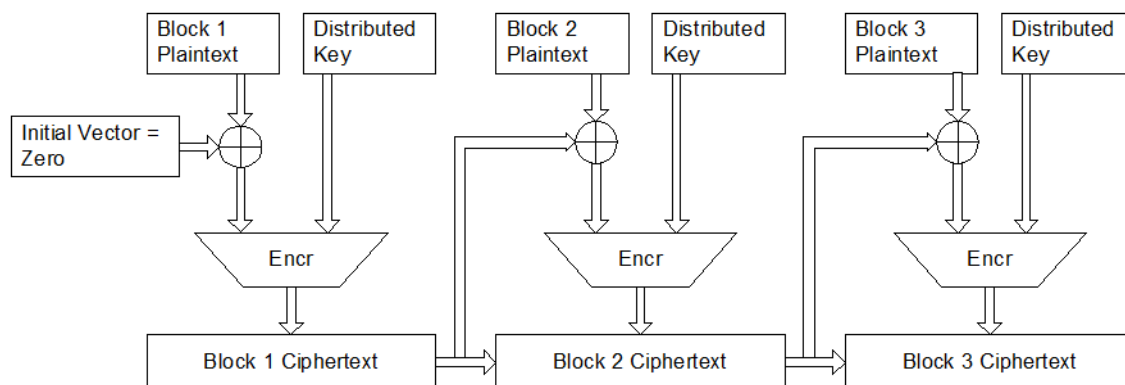 Block 1
Plaintext
Distributed
Key
Block 2
Plaintext
Distributed
Key
Block 3
Plaintext
Distributed
Key
Initial Vector =
Zero
Encr
Encr
Encr
Block 1 Ciphertext
Block 2 Ciphertext
Block 3 Ciphertext